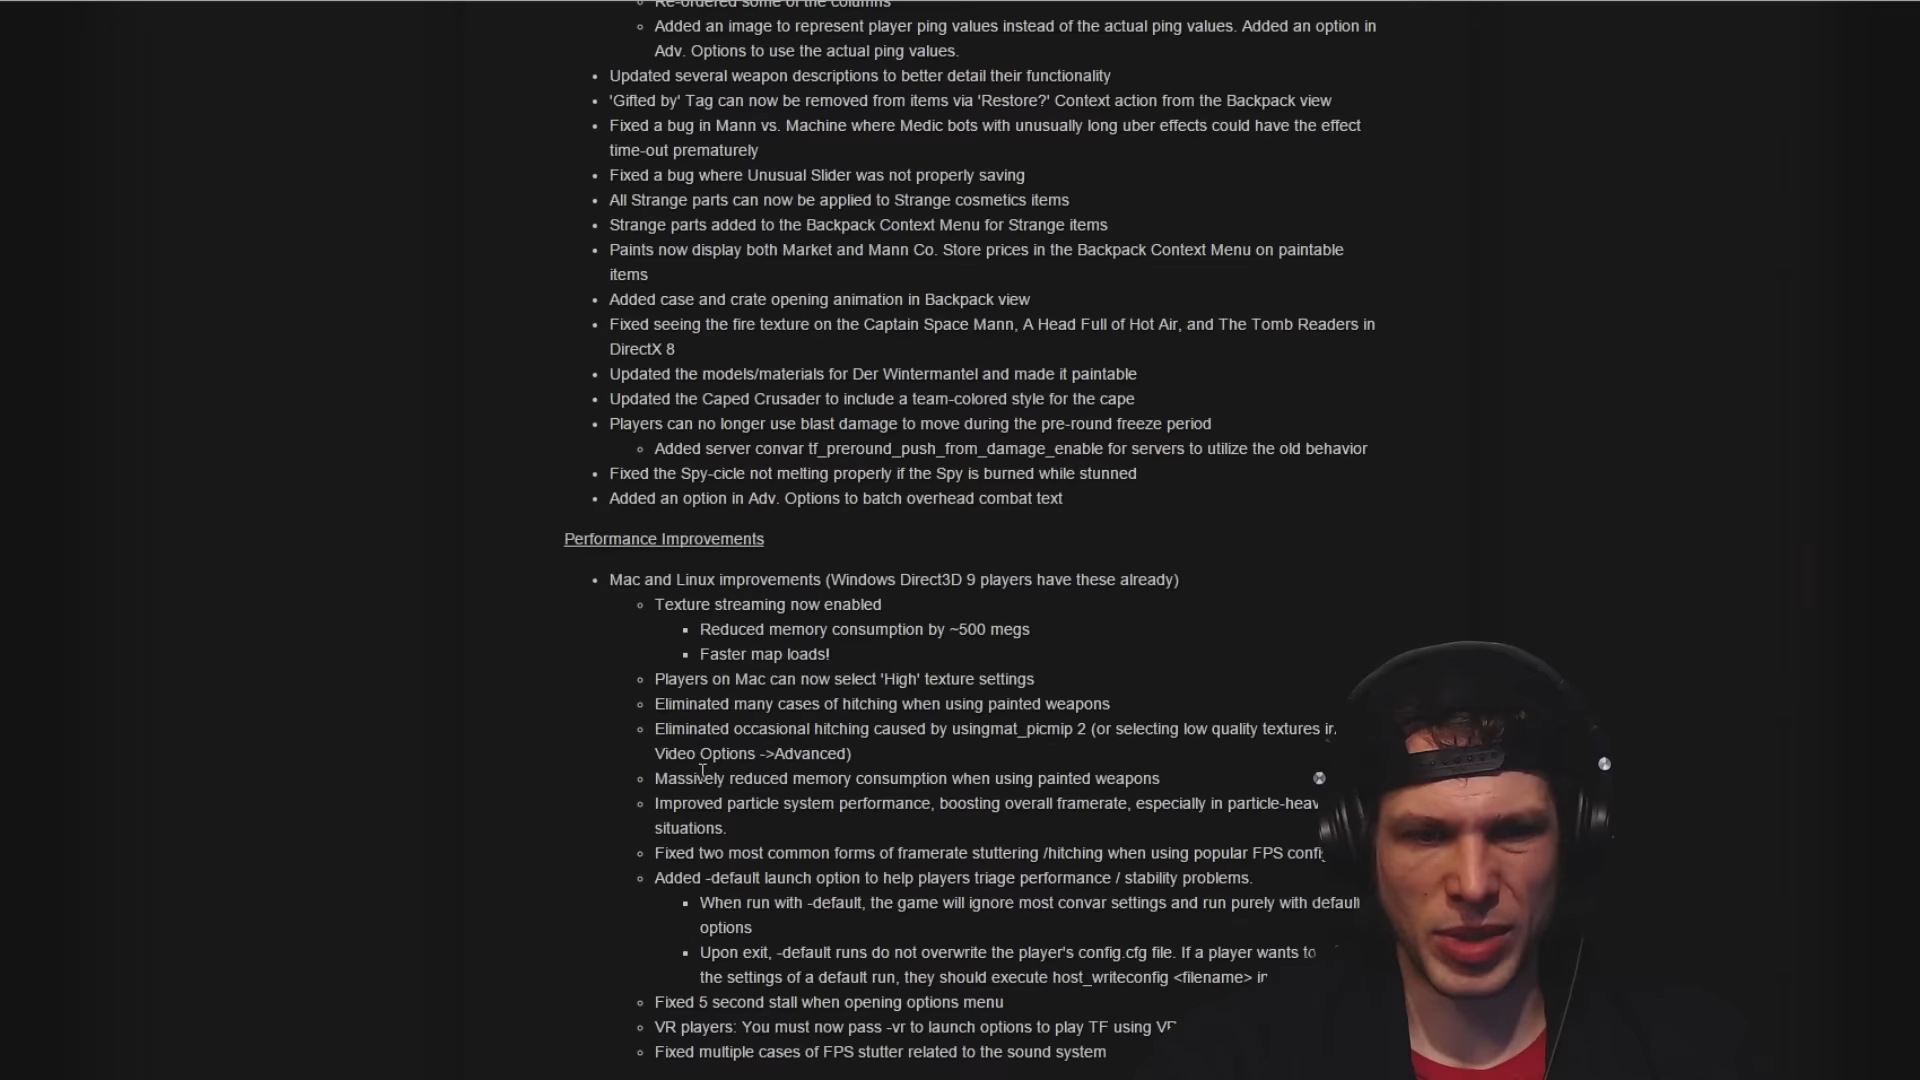 Re-ordered some of the columns
Added an image to represent player ping values instead of the actual ping values. Added an option in
Adv. Options to use the actual ping values.
Updated several weapon descriptions to better detail their functionality
'Gifted by' Tag can now be removed from items via 'Restore?' Context action from the Backpack view
Fixed a bug in Mann vs. Machine where Medic bots with unusually long uber effects could have the effect
time-out prematurely
Fixed a bug where Unusual Slider was not properly saving
All Strange parts can now be applied to Strange cosmetics items
Strange parts added to the Backpack Context Menu for Strange items
Paints now display both Market and Mann Co. Store prices in the Backpack Context Menu on paintable
items
Added case and crate opening animation in Backpack view
Fixed seeing the fire texture on the Captain Space Mann, A Head Full of Hot Air, and The Tomb Readers in
DirectX 8
Updated the models/materials for Der Wintermantel and made it paintable
Updated the Caped Crusader to include a team-colored style for the cape
Players can no longer use blast damage to move during the pre-round freeze period
Added server convar tf_preround_push_from_damage_enable for servers to utilize the old behavior
Fixed the Spy-cicle not melting properly if the Spy is burned while stunned
Added an option in Adv. Options to batch overhead combat text
Performance Improvements
Mac and Linux improvements (Windows Direct3D 9 players have these already)
Texture streaming now enabled
Reduced memory consumption by ~500 megs
Faster map loads!
Players on Mac can now select 'High' texture settings
Eliminated many cases of hitching when using painted weapons
Eliminated occasional hitching caused by usingmat_picmip 2 (or selecting low quality textures in
Video Options ->Advanced)
Massively reduced memory consumption when using painted weapons
Improved particle system performance, boosting overall framerate, especially in particle-heav
situations.
Fixed two most common forms of framerate stuttering /hitching when using popular FPS config
Added -default launch option to help players triage performance / stability problems.
When run with -default, the game will ignore most convar settings and run purely with default
options
Upon exit, -default runs do not overwrite the player's config.cfg file. If a player wants to
the settings of a default run, they should execute host_writeconfig <filename> in
Fixed 5 second stall when opening options menu
VR players: You must now pass -vr to launch options to play TF using VR
Fixed multiple cases of FPS stutter related to the sound system